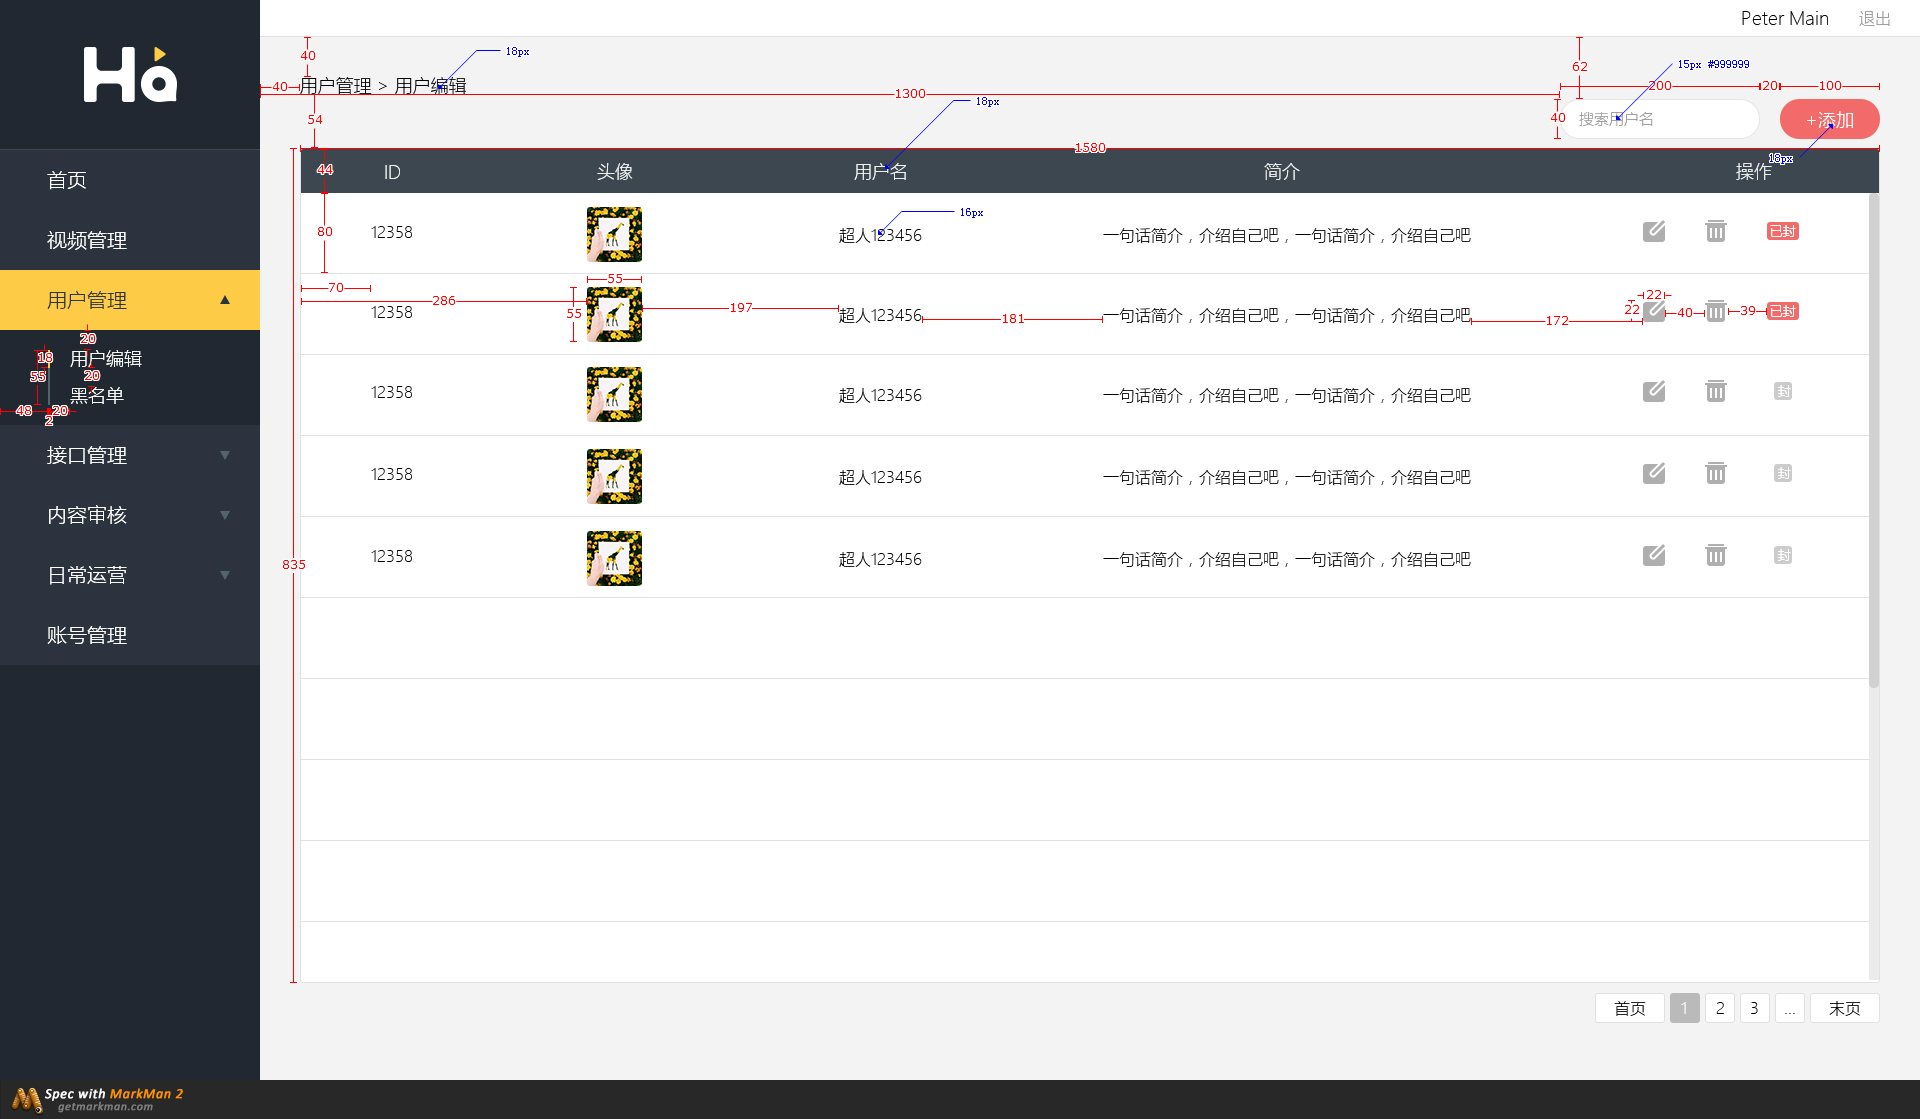 Ha
Peter Main 退出
40
18px
62
15px #999999
用户管理 > 用户编辑
40
200 20 100
1300
18px
54
40
搜索用户名
+添加
18px
1580
44
ID 头像 用户名 简介 操作
首页
视频管理
用户管理
20
用户编辑
18
55
20
黑名单
48 20
2
接口管理
内容审核
日常运营
账号管理
80
16px
12358 超人123456 一句话简介，介绍自己吧，一句话简介，介绍自己吧 已封
55
70
286
55
197
181
172
22
22
40
39
12358 超人123456 一句话简介，介绍自己吧，一句话简介，介绍自己吧 已封
12358 超人123456 一句话简介，介绍自己吧，一句话简介，介绍自己吧 封
12358 超人123456 一句话简介，介绍自己吧，一句话简介，介绍自己吧 封
12358 超人123456 一句话简介，介绍自己吧，一句话简介，介绍自己吧 封
835
首页 1 2 3 ... 末页
Spec with MarkMan 2
getmarkman.com